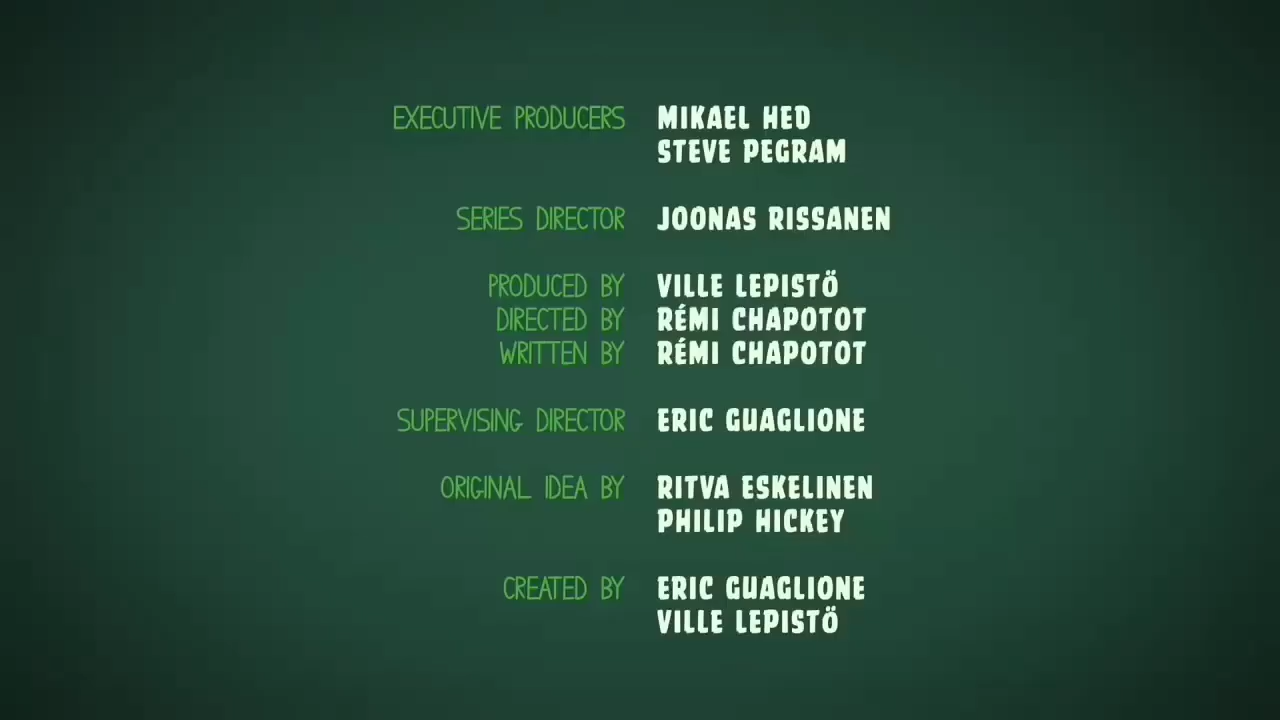 EXECUTIVE PRODUCERS MIKAEL HED
STEVE PEGRAM
SERIES DIRECTOR JOONAS RISSANEN
PRODUCED BY VILLE LEPISTÖ
DIRECTED BY RÉMI CHAPOTOT
WRITTEN BY RÉMI CHAPOTOT
SUPERVISING DIRECTOR ERIC GUAGLIONE
ORIGINAL IDEA BY RITVA ESKELINEN
PHILIP HICKEY
CREATED BY ERIC GUAGLIONE
VILLE LEPISTÖ